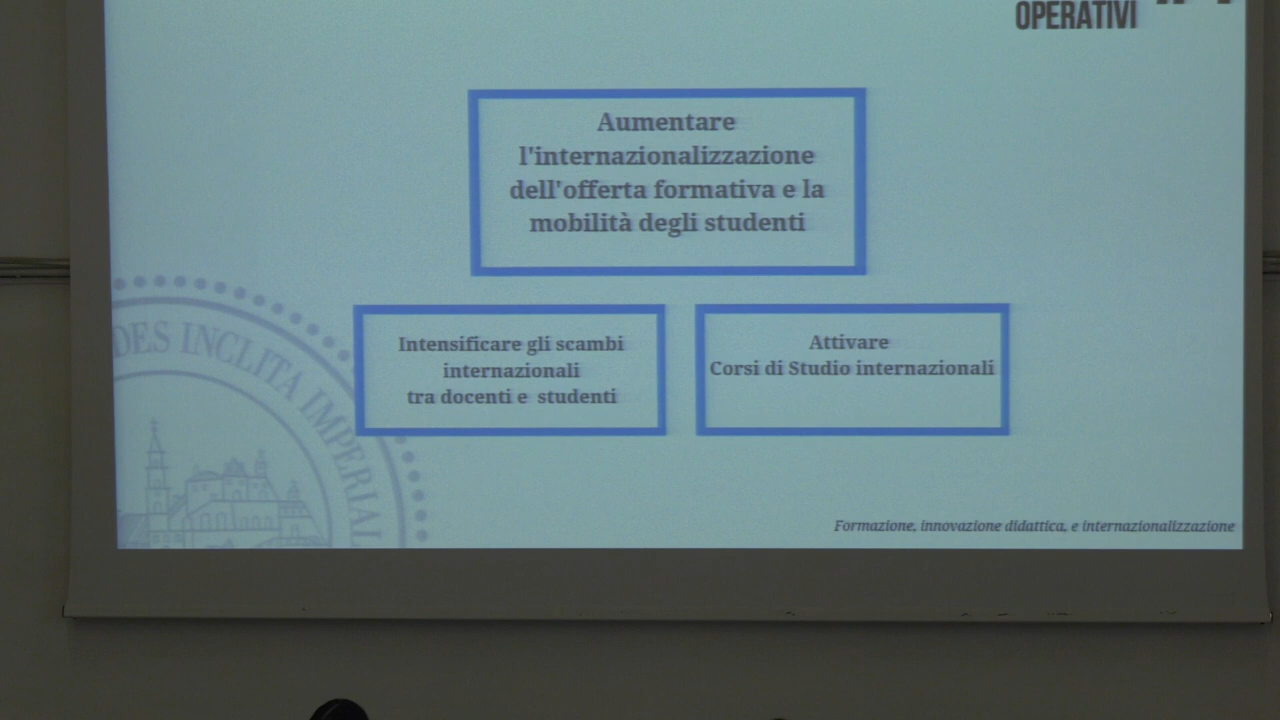 OPERATIVI
Aumentare
l'internazionalizzazione
dell'offerta formativa e la
mobilità degli studenti
Intensificare gli scambi
internazionali
tra docenti e studenti
Attivare
Corsi di Studio internazionali
DES INCLITA IMPERIAL
Formazione, innovazione didattica, e internazionalizzazione